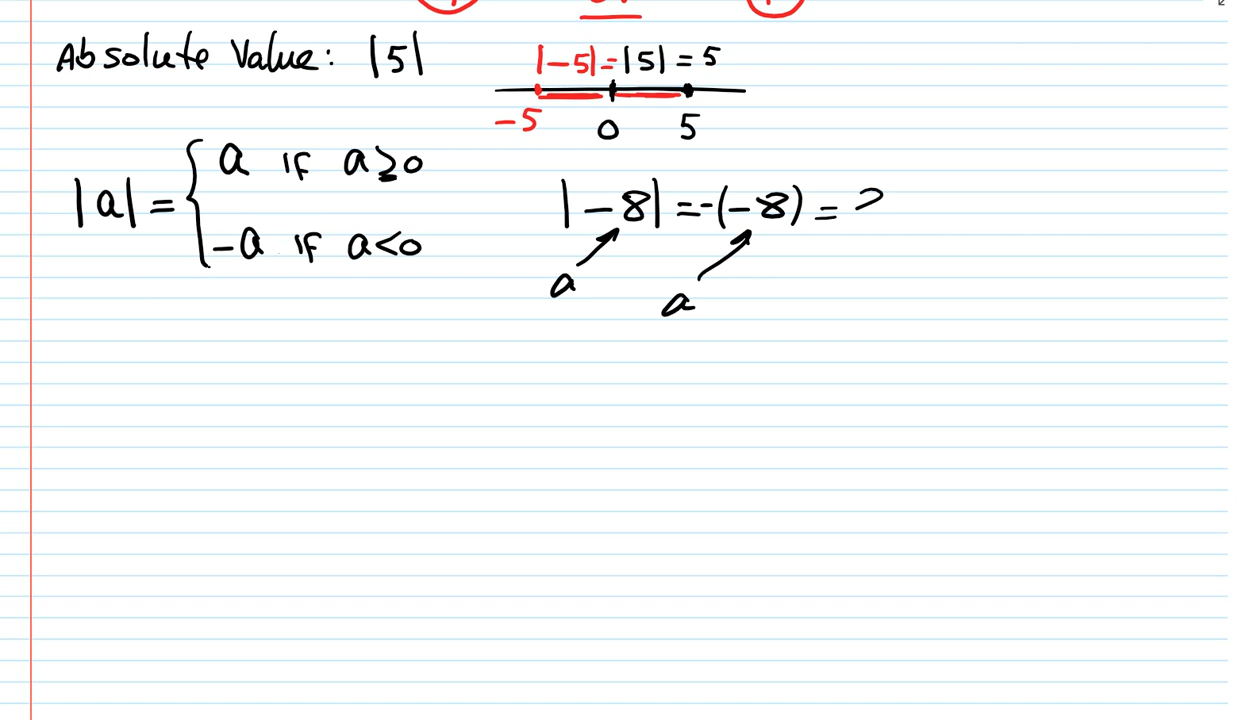 Absolute Value: |5| |-5|=|5|=5
-5 0 5
|a|= { a if a≥0
-a if a<0
|-8|=-(-8)=
a a